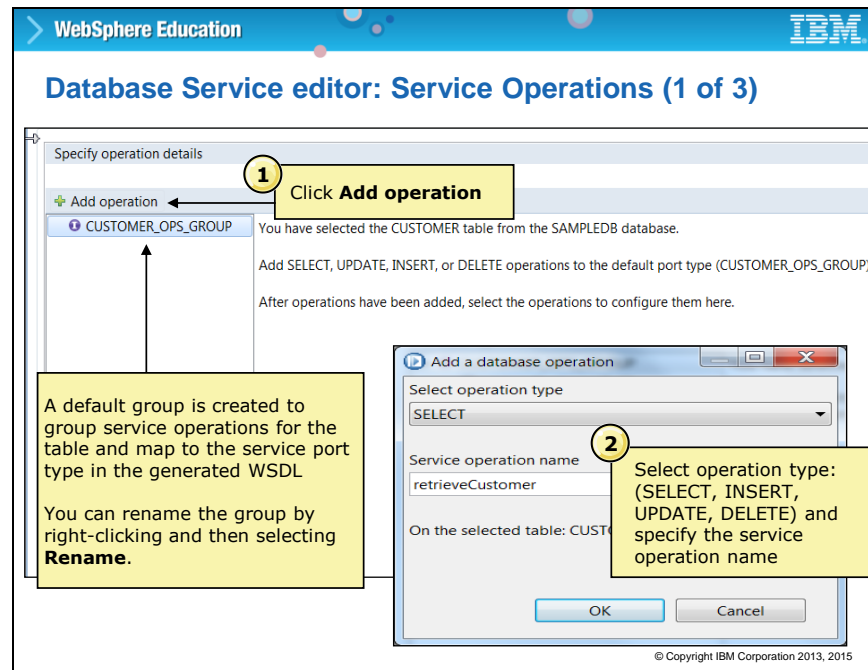 WebSphere Education
IBM
Database Service editor: Service Operations (1 of 3)
Specify operation details
1
Click Add operation
Add operation
CUSTOMER_OPS_GROUP
You have selected the CUSTOMER table from the SAMPLEDB database.
Add SELECT, UPDATE, INSERT, or DELETE operations to the default port type (CUSTOMER_OPS_GROUP)
After operations have been added, select the operations to configure them here.
A default group is created to
group service operations for the
table and map to the service port
type in the generated WSDL
You can rename the group by
right-clicking and then selecting
Rename.
Add a database operation
Select operation type
SELECT
Service operation name
retrieveCustomer
On the selected table:
2
Select operation type:
(SELECT, INSERT,
UPDATE, DELETE) and
specify the service
operation name
OK
Cancel
© Copyright IBM Corporation 2013, 2015